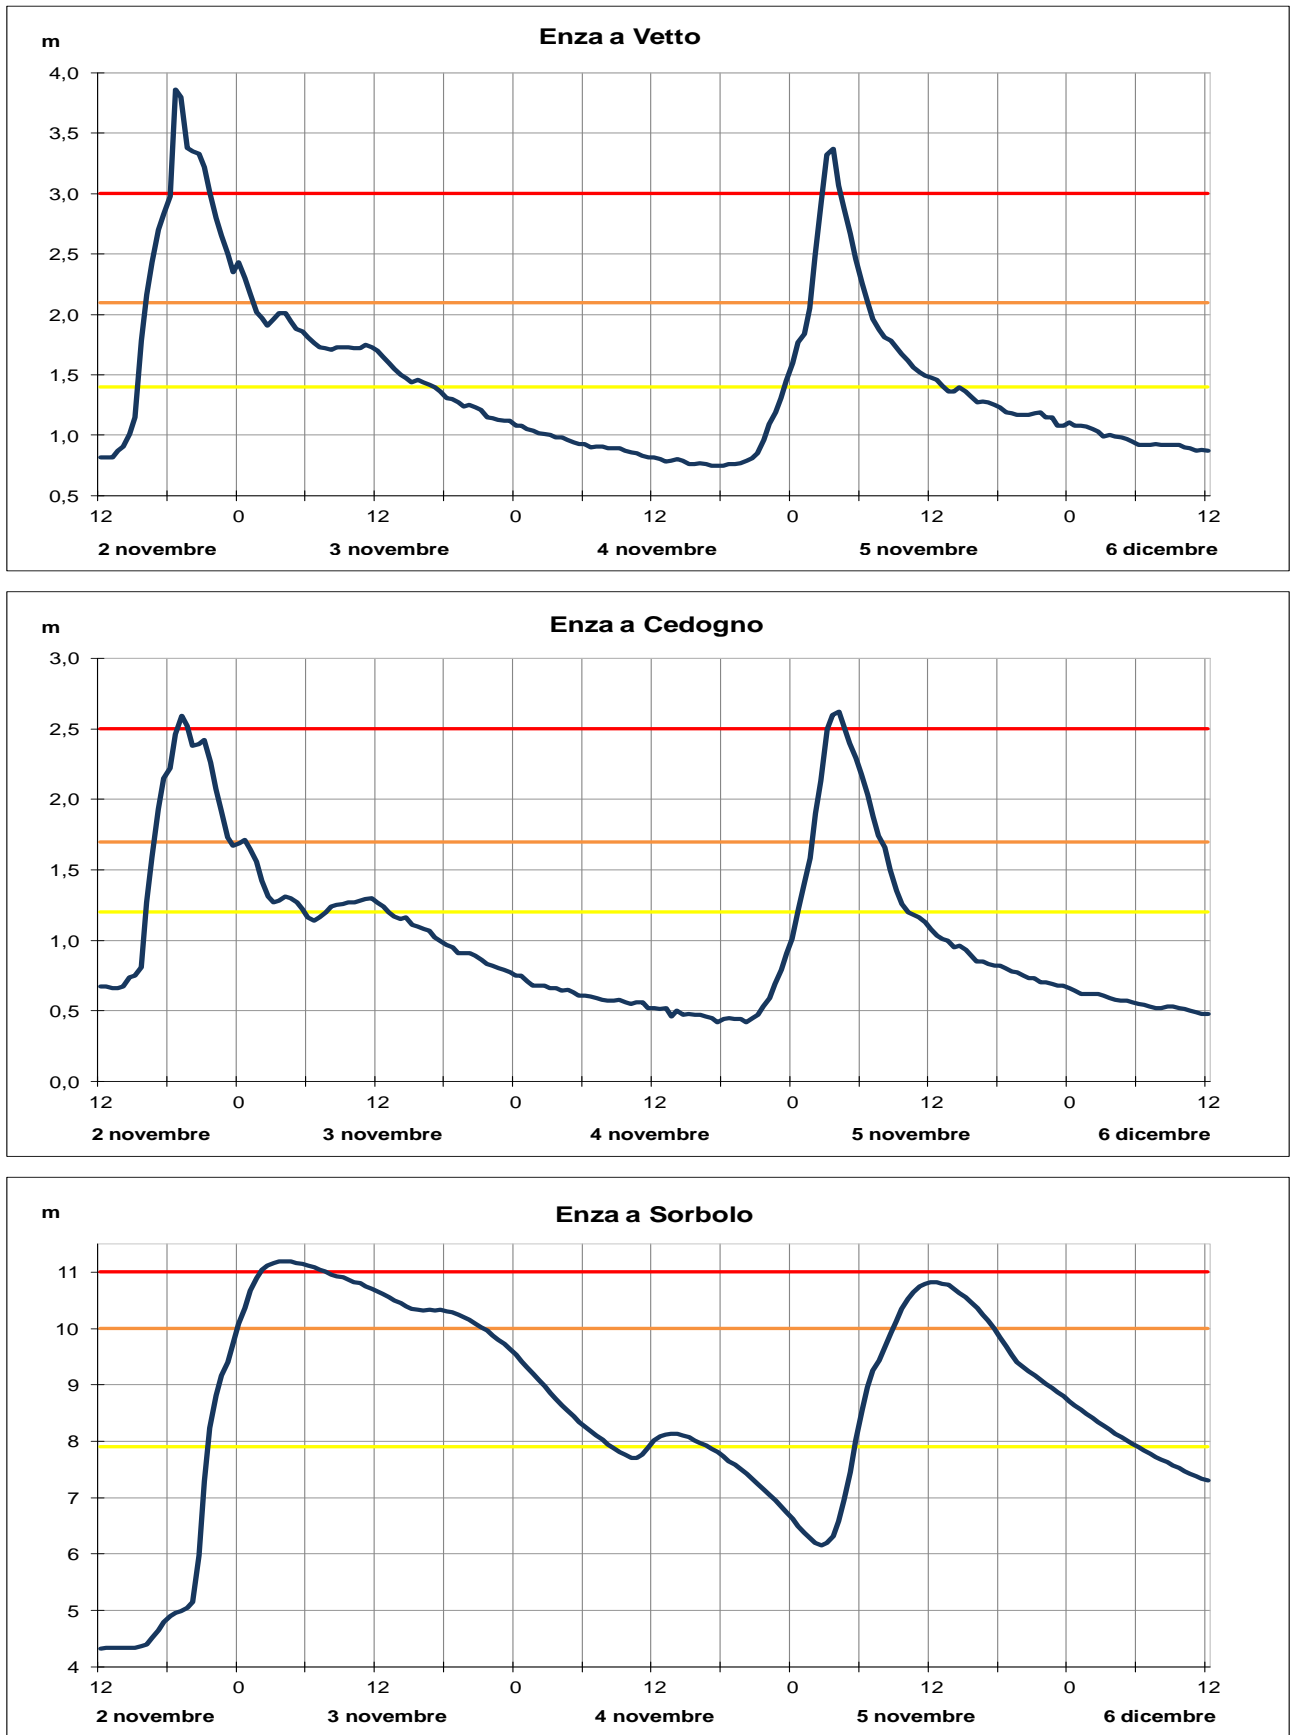 Enza a Vetto
m
4,0
3,5
3,0
2,5
2,0
1,5
1,0
0,5
12 0 12 0 12 0 12 0 12
2 novembre 3 novembre 4 novembre 5 novembre 6 dicembre
Enza a Cedogno
m
3,0
2,5
2,0
1,5
1,0
0,5
0,0
12 0 12 0 12 0 12 0 12
2 novembre 3 novembre 4 novembre 5 novembre 6 dicembre
Enza a Sorbolo
m
11
10
9
8
7
6
5
4
12 0 12 0 12 0 12 0 12
2 novembre 3 novembre 4 novembre 5 novembre 6 dicembre